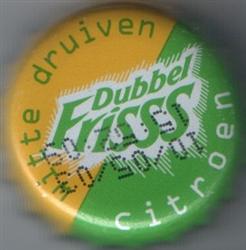 witte druiven
Dubbel
Frisss
citroen